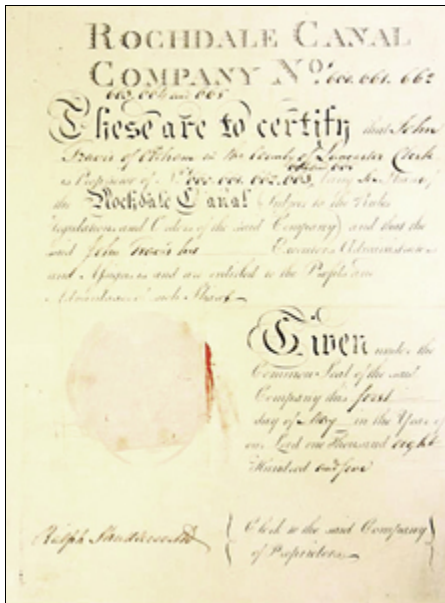 ROCHDALE CANAL
COMPANY No. 660. 661. 662
663. 664 and 665
These are to certify that John
Travis of Oldham in the County of Lancaster Clerk
is Proprietor of No 660. 661. 662. 663,
the Rochdale Canal Subject to the Rules
Regulations and Orders of the said Company) and that the
said John Travis his Executors Administrators
and Assigns and are entitled to the Profits and
Advantages of such Shares
Given under the
Common Seal of the said
Company this first
day of May in the Year of
our Lord one Thousand eight
Hundred and five
Ralph
Clerk to the said Company
of Proprietors